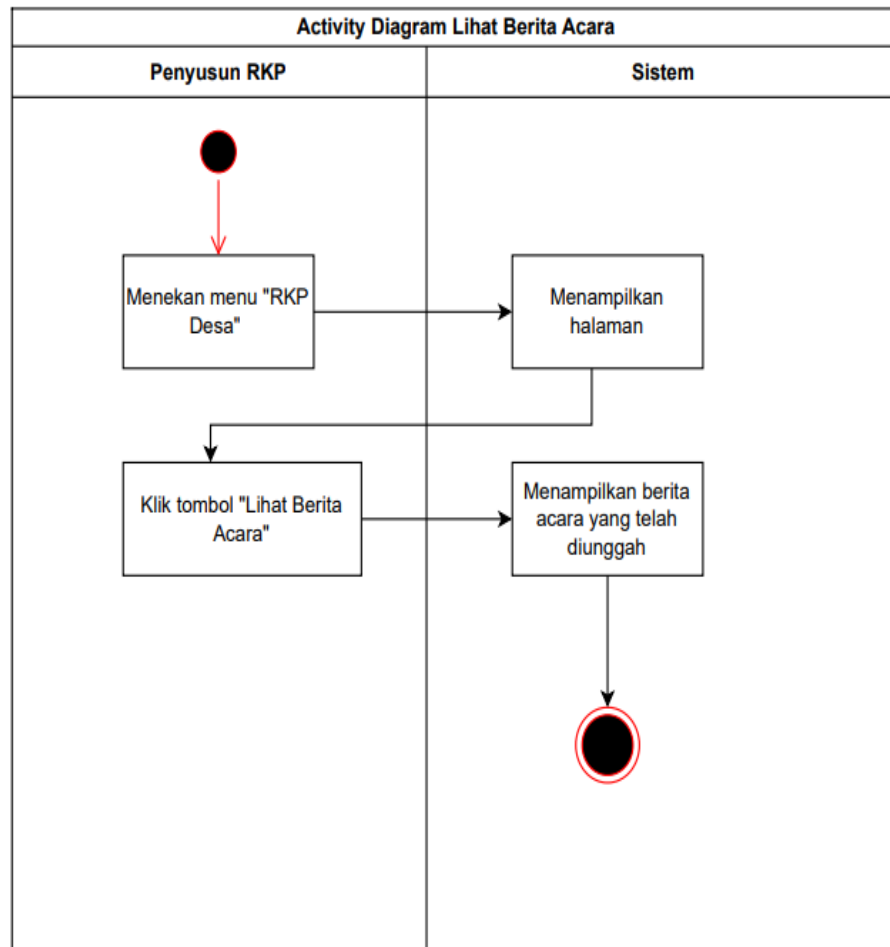 Activity Diagram Lihat Berita Acara
Penyusun RKP
Sistem
Menekan menu "RKP
Desa"
Menampilkan
halaman
Klik tombol "Lihat Berita
Acara"
Menampilkan berita
acara yang telah
diunggah